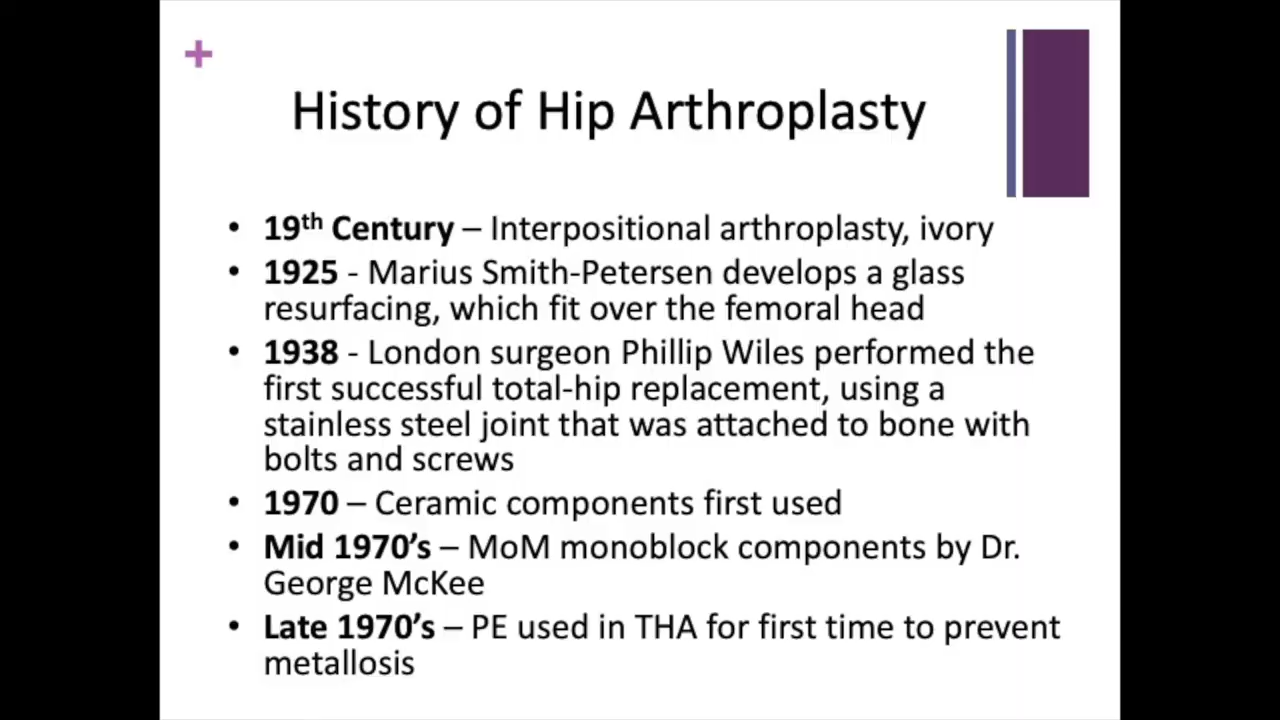 History of Hip Arthroplasty
• 19th Century – Interpositional arthroplasty, ivory
• 1925 - Marius Smith-Petersen develops a glass
resurfacing, which fit over the femoral head
• 1938 - London surgeon Phillip Wiles performed the
first successful total-hip replacement, using a
stainless steel joint that was attached to bone with
bolts and screws
• 1970 – Ceramic components first used
• Mid 1970’s – MoM monoblock components by Dr.
George McKee
• Late 1970’s – PE used in THA for first time to prevent
metallosis